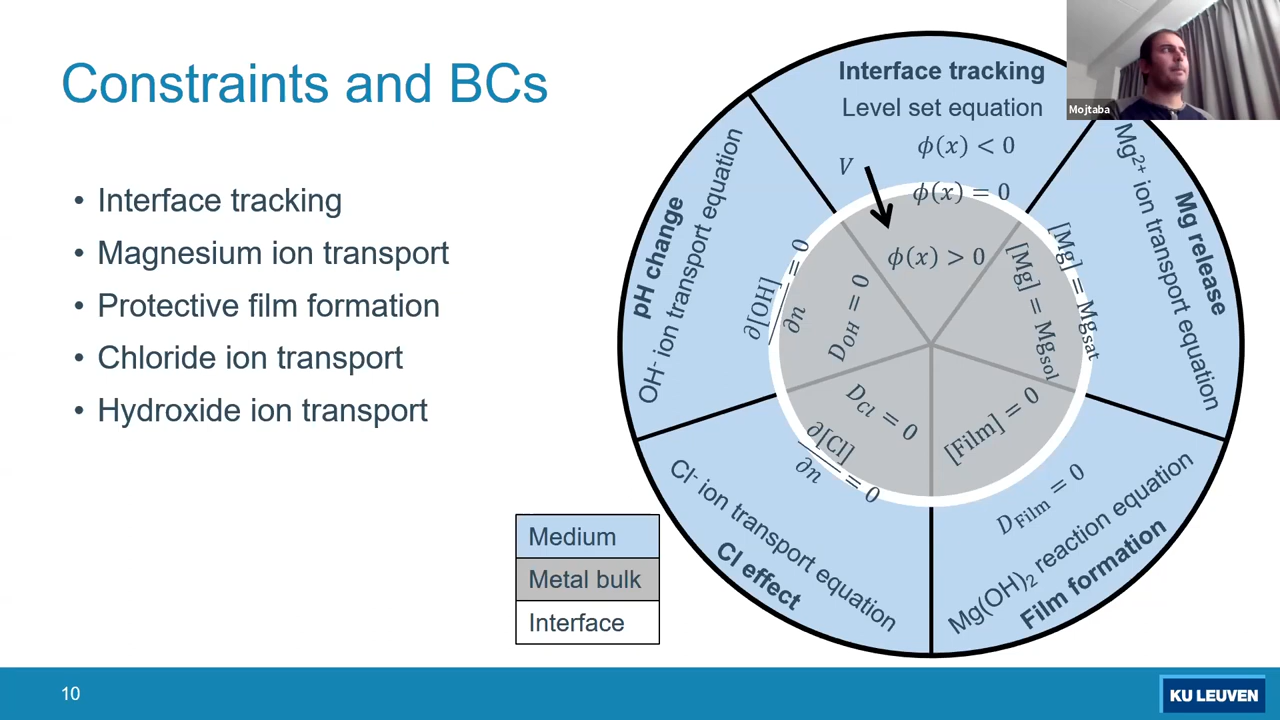 Constraints and BCs
• Interface tracking
• Magnesium ion transport
• Protective film formation
• Chloride ion transport
• Hydroxide ion transport
Interface tracking
Level set equation
ϕ(x) < 0
V
ϕ(x) = 0
ϕ(x) > 0
Mg²⁺ ion transport equation
Mg release
[Mg] = Mg_sat
[Mg] = Mg_sol
[Film] = 0
D_Film = 0
Mg(OH)₂ reaction equation
Film formation
D_Cl = 0
∂[Cl]/∂n = 0
Cl⁻ ion transport equation
Cl effect
D_OH = 0
∂[OH]/∂n = 0
OH⁻ ion transport equation
pH change
Medium
Metal bulk
Interface
Mojtaba
10
KU LEUVEN